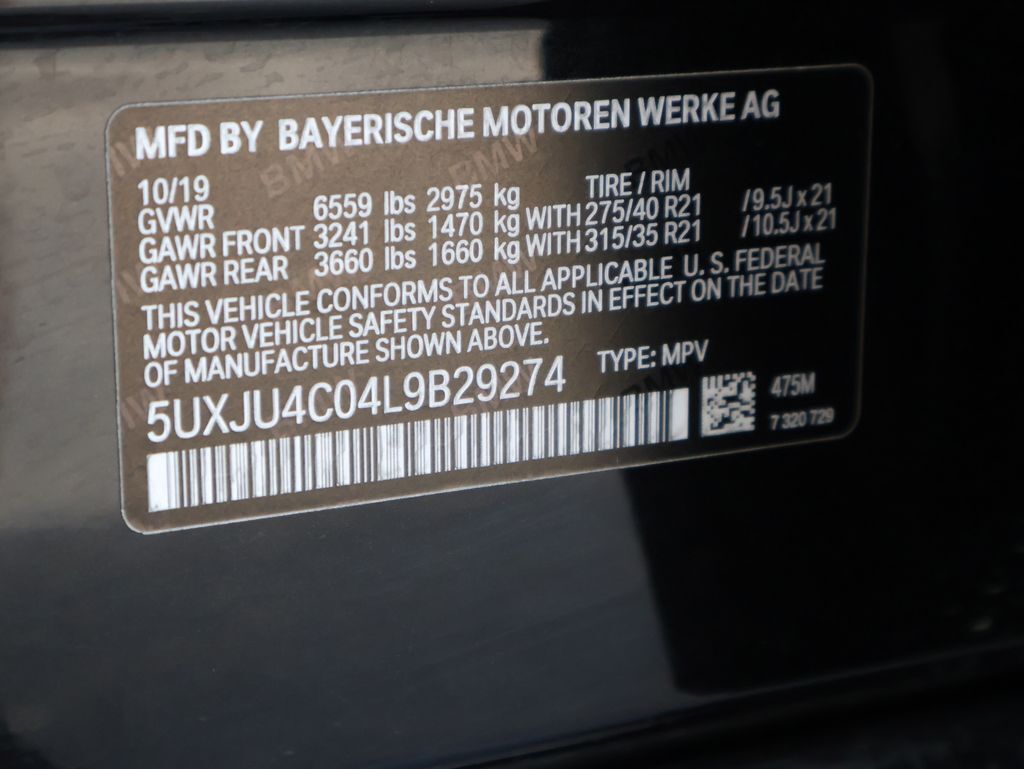 MFD BY BAYERISCHE MOTOREN WERKE AG
10/19 TIRE / RIM
GVWR 6559 lbs 2975 kg
GAWR FRONT 3241 lbs 1470 kg WITH 275/40 R21 /9.5J x 21
GAWR REAR 3660 lbs 1660 kg WITH 315/35 R21 /10.5J x 21
THIS VEHICLE CONFORMS TO ALL APPLICABLE U. S. FEDERAL
MOTOR VEHICLE SAFETY STANDARDS IN EFFECT ON THE DATE
OF MANUFACTURE SHOWN ABOVE.
5UXJU4C04L9B29274 TYPE: MPV
475M
7 320 729